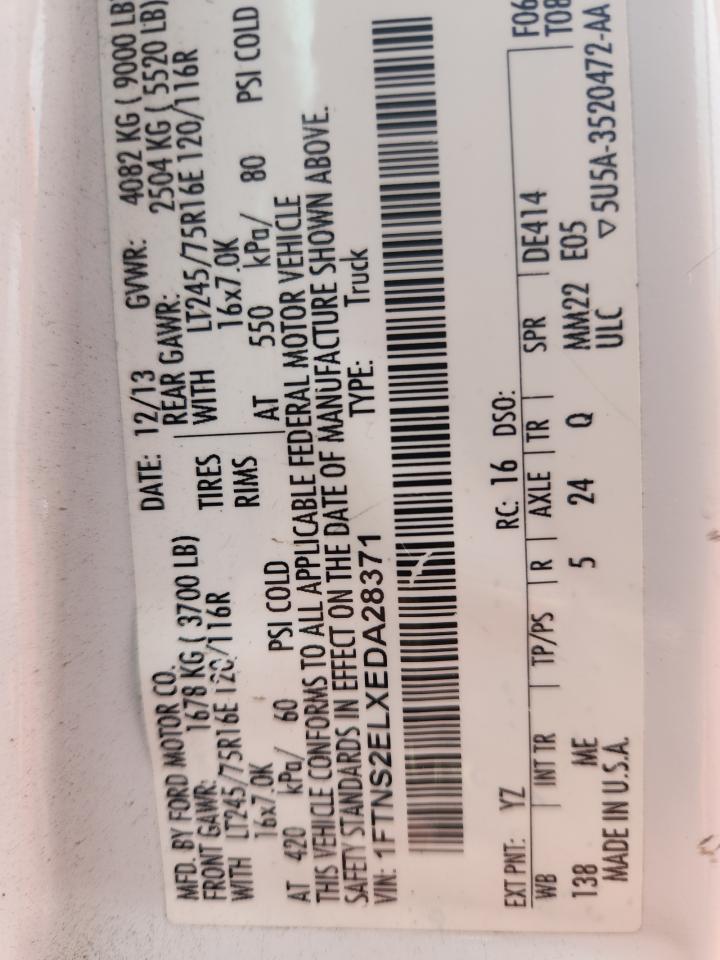 MFD. BY FORD MOTOR CO.
DATE: 12/13 GVWR: 4082 KG ( 9000 LB
FRONT GAWR: 1678 KG ( 3700 LB) REAR GAWR: 2504 KG ( 5520 LB)
WITH LT245/75R16E 120/116R TIRES WITH LT245/75R16E 120/116R
16x7.0K RIMS 16x7.0K
AT 420 kPa/ 60 PSI COLD AT 550 kPa/ 80 PSI COLD
THIS VEHICLE CONFORMS TO ALL APPLICABLE FEDERAL MOTOR VEHICLE
SAFETY STANDARDS IN EFFECT ON THE DATE OF MANUFACTURE SHOWN ABOVE.
VIN: 1FTNS2ELXEDA28371 TYPE: Truck
F06
T08
EXT PNT: YZ RC: 16 DSO:
WB INT TR TP/PS R AXLE TR SPR DE414
138 ME 5 24 Q MM22 E05
MADE IN U.S.A. ULC ▽5U5A-3520472-AA